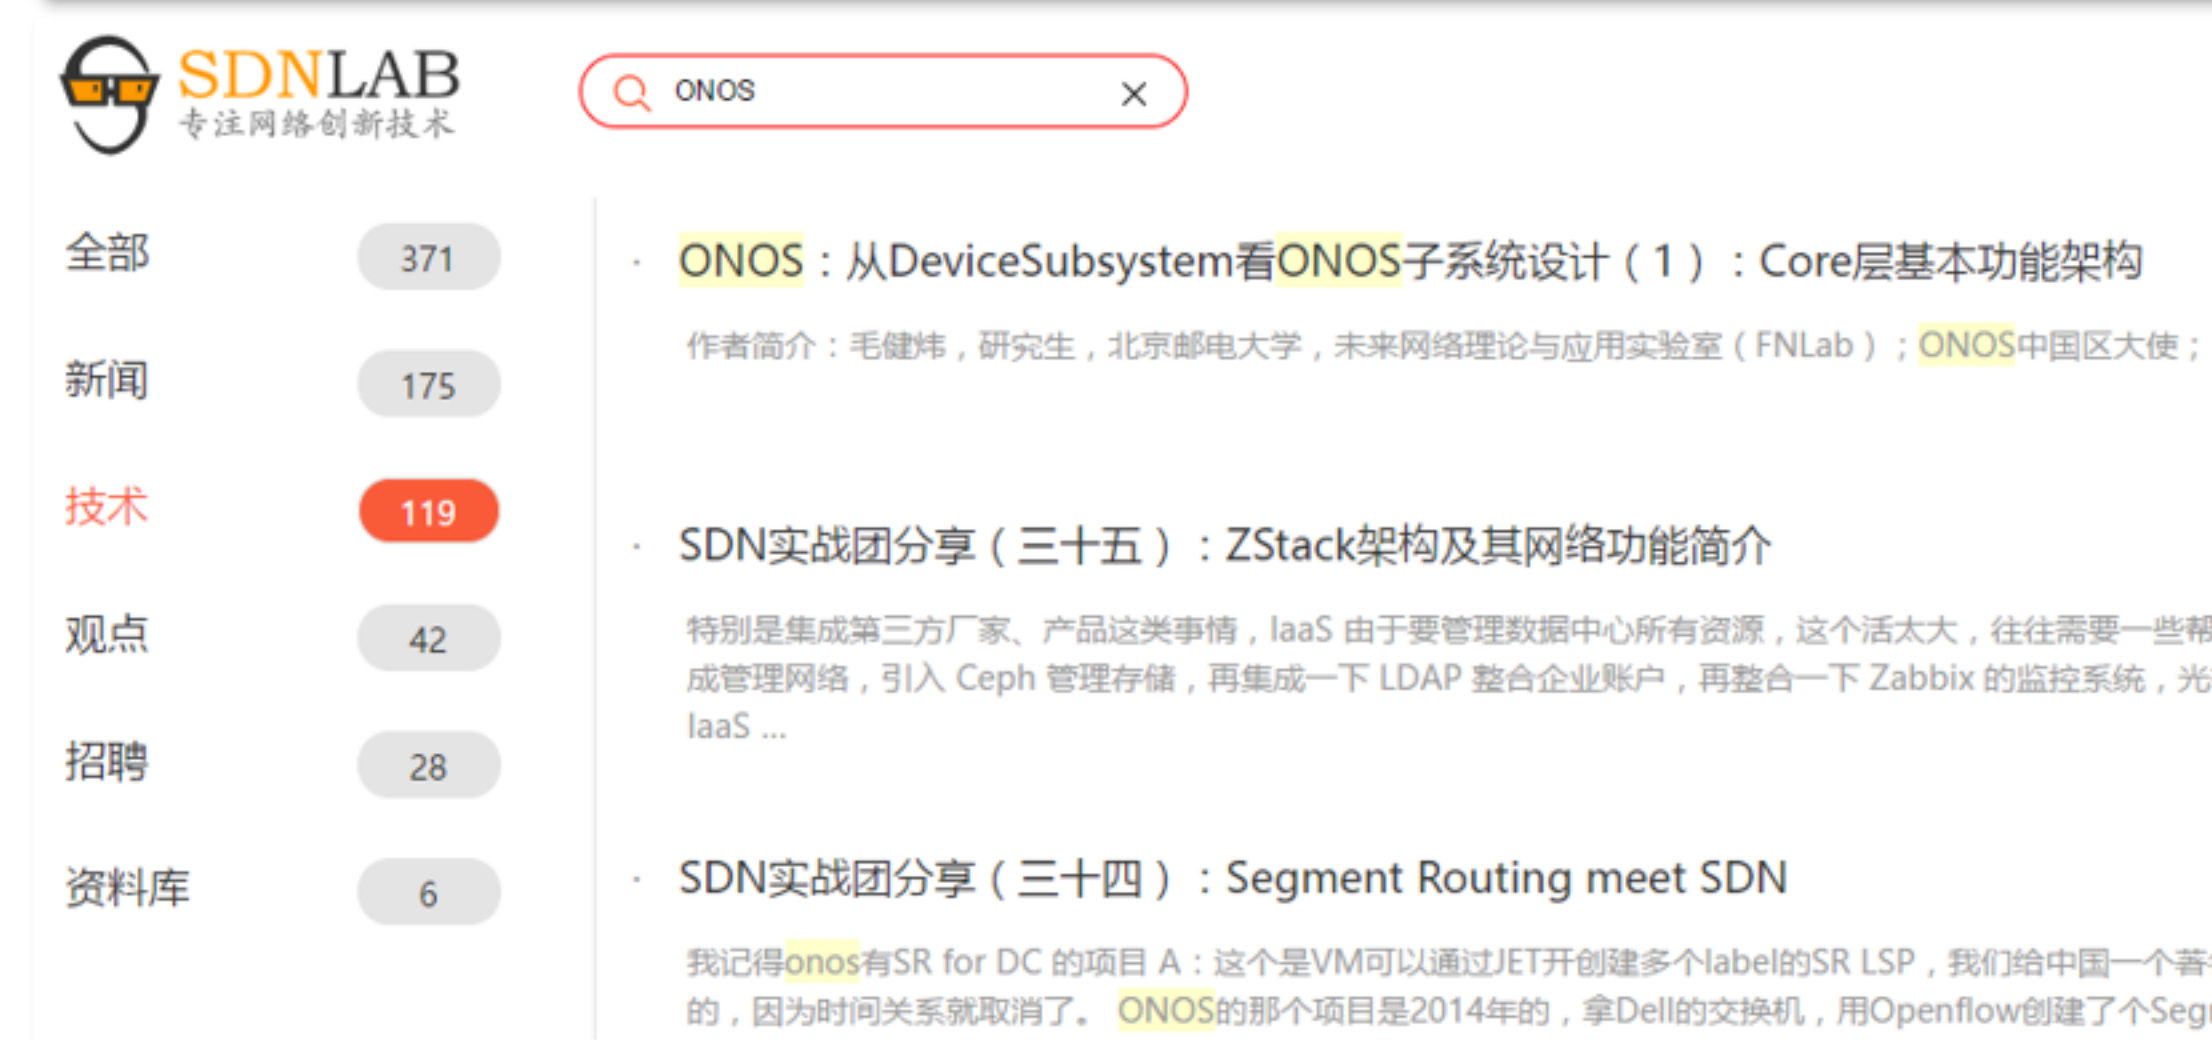 SDNLAB
专注网络创新技术
ONOS
全部 371
新闻 175
技术 119
观点 42
招聘 28
资料库 6
· ONOS：从DeviceSubsystem看ONOS子系统设计（1）：Core层基本功能架构
作者简介：毛健炜，研究生，北京邮电大学，未来网络理论与应用实验室（FNLab）；ONOS中国区大使；
· SDN实战团分享（三十五）：ZStack架构及其网络功能简介
特别是集成第三方厂家、产品这类事情，IaaS 由于要管理数据中心所有资源，这个活太大，往往需要一些帮
成管理网络，引入 Ceph 管理存储，再集成一下 LDAP 整合企业账户，再整合一下 Zabbix 的监控系统，光
IaaS ...
· SDN实战团分享（三十四）：Segment Routing meet SDN
我记得onos有SR for DC 的项目 A：这个是VM可以通过JET开创建多个label的SR LSP，我们给中国一个著
的，因为时间关系就取消了。 ONOS的那个项目是2014年的，拿Dell的交换机，用Openflow创建了个Seg